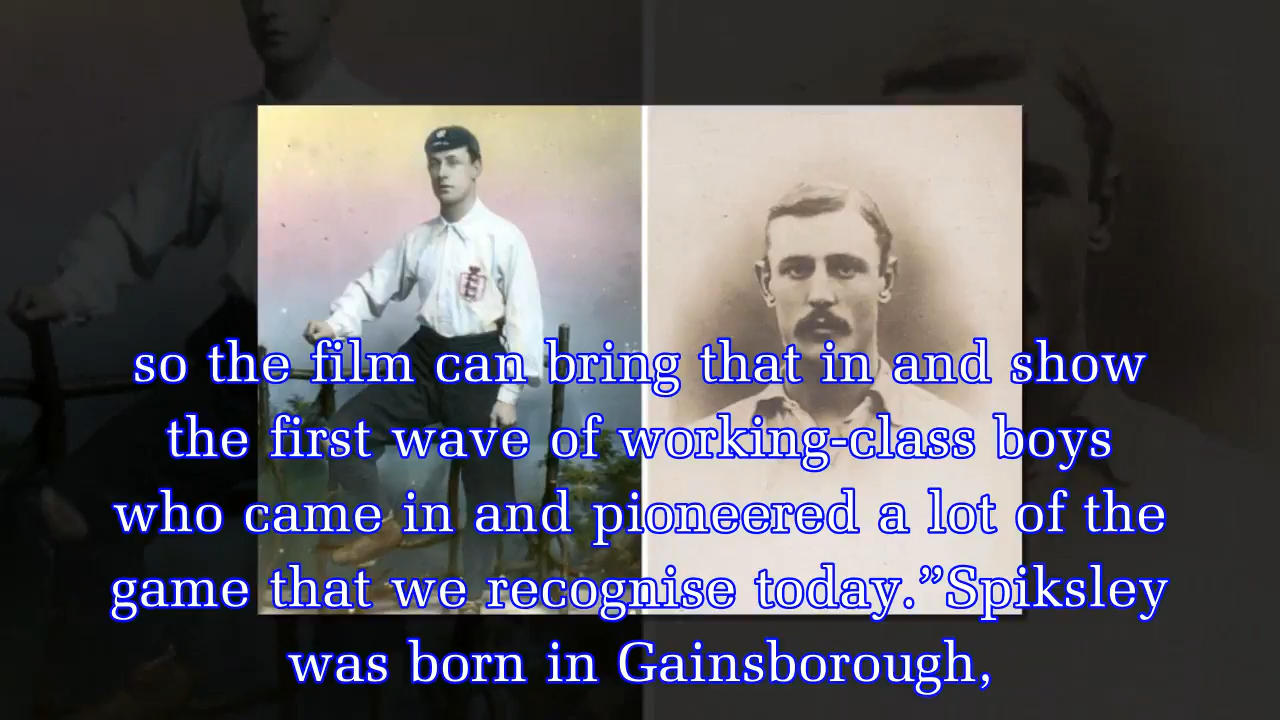 so the film can bring that in and show
the first wave of working-class boys
who came in and pioneered a lot of the
game that we recognise today.”Spiksley
was born in Gainsborough,